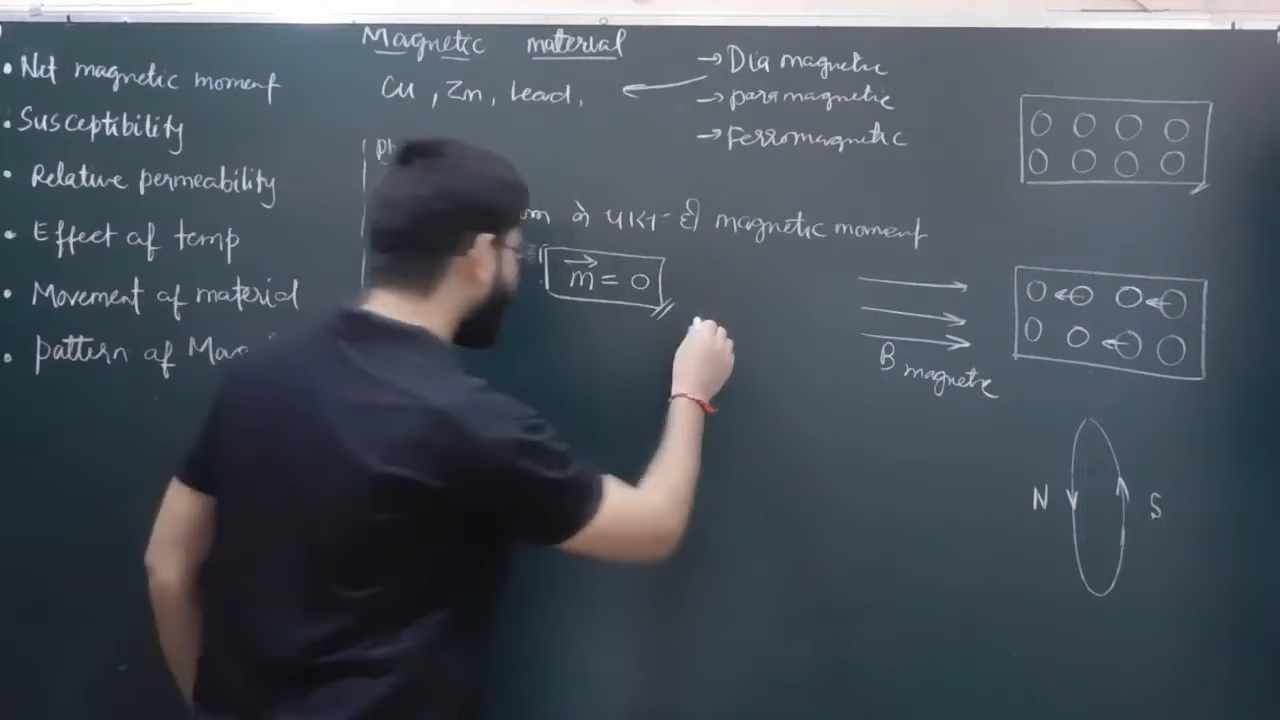 Magnetic material
• Net magnetic moment
• Susceptibility
• Relative permeability
• Effect of temp
• Movement of material
• pattern of
Cu, Zn, Lead,
→ Dia magnetic
→ paramagnetic
→ Ferromagnetic
magnetic moment
m = 0
B magnetic
N S